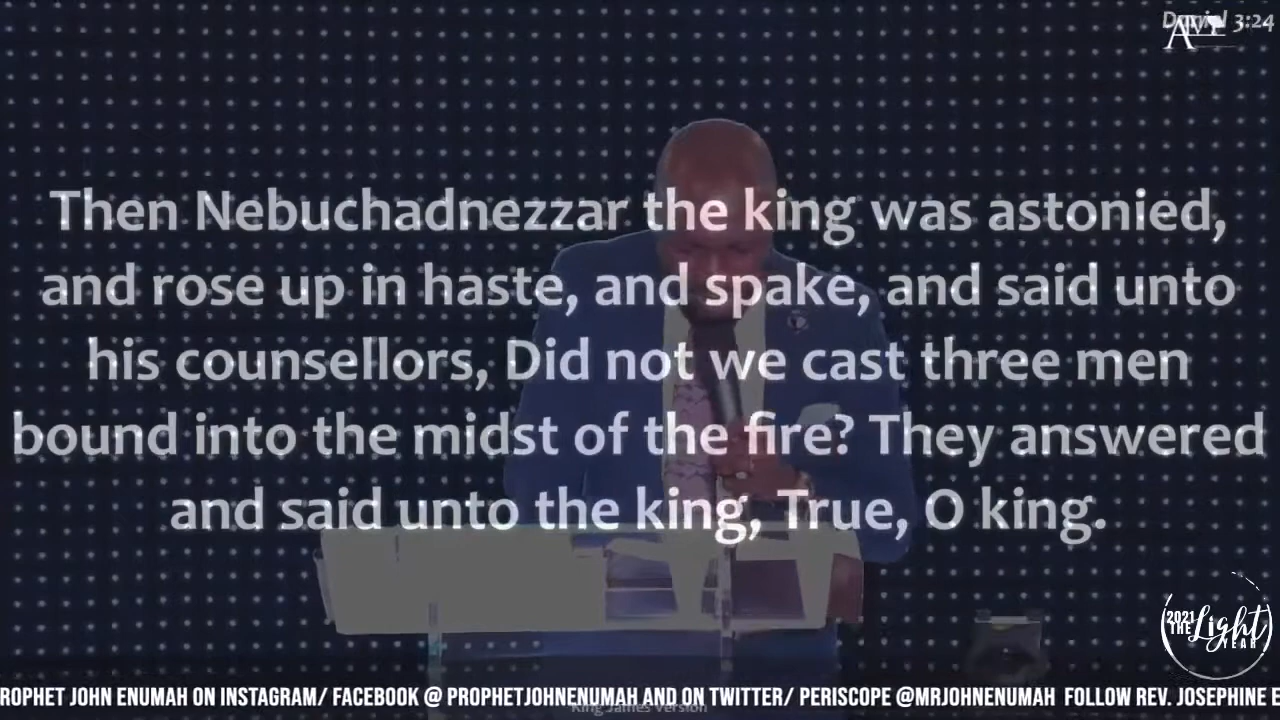 Daniel 3:24
Then Nebuchadnezzar the king was astonied,
and rose up in haste, and spake, and said unto
his counsellors, Did not we cast three men
bound into the midst of the fire? They answered
and said unto the king, True, O king.
2021
THE Light
YEAR
ROPHET JOHN ENUMAH ON INSTAGRAM/ FACEBOOK @ PROPHETJOHNENUMAH AND ON TWITTER/ PERISCOPE @MRJOHNENUMAH FOLLOW REV. JOSEPHINE E
King James Version